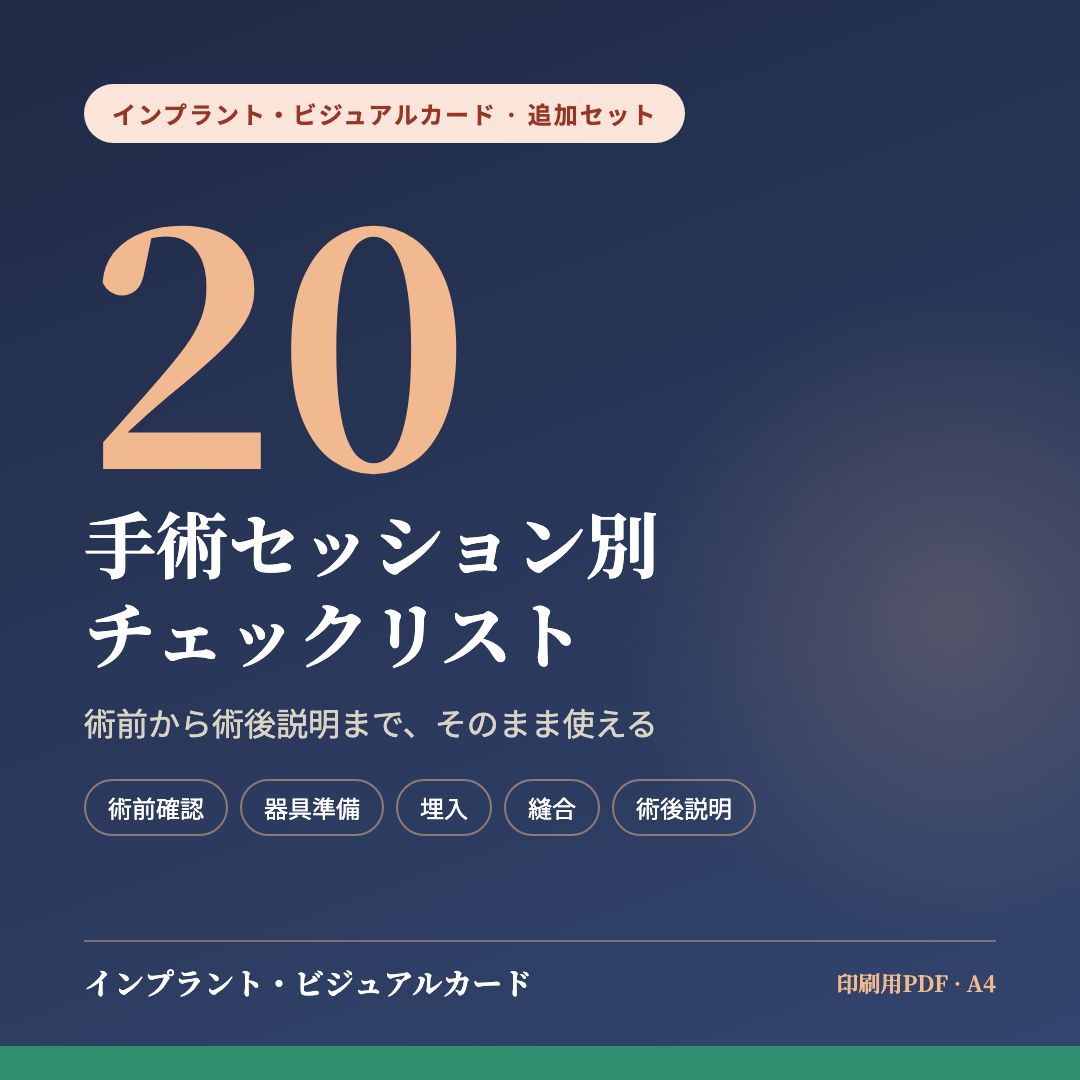 インプラント・ビジュアルカード · 追加セット
20
手術セッション別
チェックリスト
術前から術後説明まで、そのまま使える
術前確認 器具準備 埋入 縫合 術後説明
インプラント・ビジュアルカード 印刷用PDF · A4